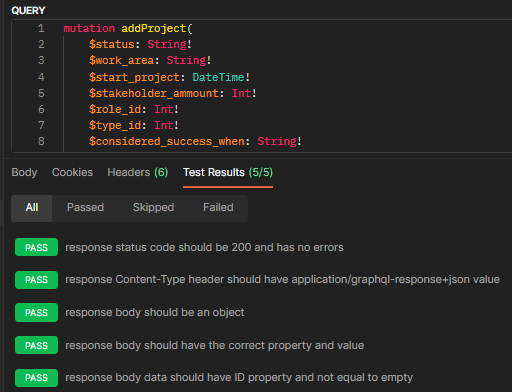 QUERY
1 mutation addProject(
2 $status: String!
3 $work_area: String!
4 $start_project: DateTime!
5 $stakeholder_ammount: Int!
6 $role_id: Int!
7 $type_id: Int!
8 $considered_success_when: String!
Body Cookies Headers (6) Test Results (5/5)
All Passed Skipped Failed
PASS response status code should be 200 and has no errors
PASS response Content-Type header should have application/graphql-response+json value
PASS response body should be an object
PASS response body should have the correct property and value
PASS response body data should have ID property and not equal to empty